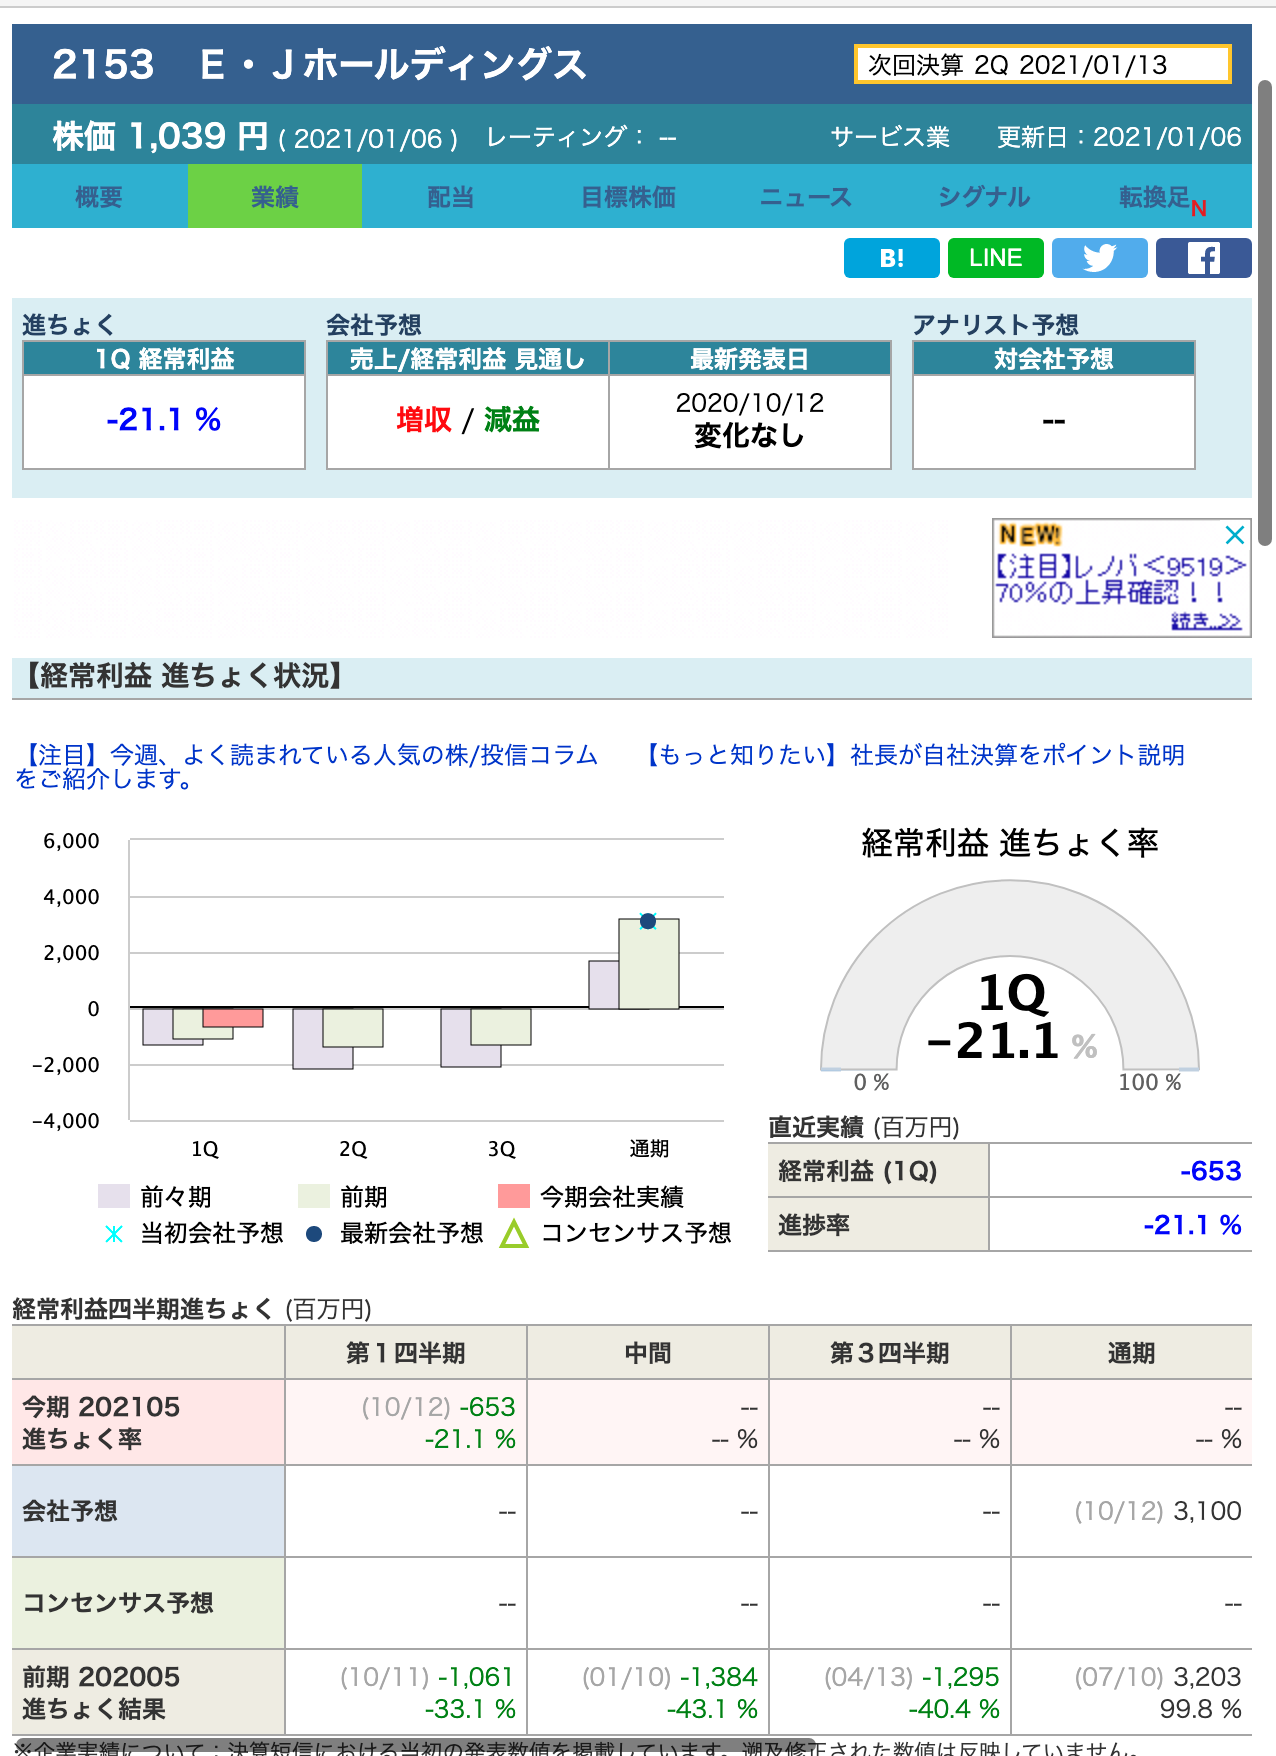 2153　E・Jホールディングス
次回決算 2Q 2021/01/13
株価 1,039 円 ( 2021/01/06 ) レーティング： --
サービス業 更新日：2021/01/06
概要 業績 配当 目標株価 ニュース シグナル 転換足N
B! LINE
進ちょく 会社予想 アナリスト予想
1Q 経常利益 売上/経常利益 見通し 最新発表日 対会社予想
-21.1 % 増収 / 減益 2020/10/12 --
変化なし
NEW!
【注目】レノバ<9519>
70%の上昇確認！！
続き..>>
【経常利益 進ちょく状況】
【注目】今週、よく読まれている人気の株/投信コラム
をご紹介します。
【もっと知りたい】社長が自社決算をポイント説明
6,000
4,000
2,000
0
-2,000
-4,000
1Q 2Q 3Q 通期
前々期 前期 今期会社実績
当初会社予想 最新会社予想 コンセンサス予想
経常利益 進ちょく率
1Q
-21.1 %
0 % 100 %
直近実績 (百万円)
経常利益 (1Q) -653
進捗率 -21.1 %
経常利益四半期進ちょく (百万円)
第１四半期 中間 第３四半期 通期
今期 202105 (10/12) -653 -- -- --
進ちょく率 -21.1 % -- % -- % -- %
会社予想 -- -- -- (10/12) 3,100
コンセンサス予想 -- -- -- --
前期 202005 (10/11) -1,061 (01/10) -1,384 (04/13) -1,295 (07/10) 3,203
進ちょく結果 -33.1 % -43.1 % -40.4 % 99.8 %
※企業実績について：決算短信における当初の発表数値を掲載しています。遡及修正された数値は反映していません。